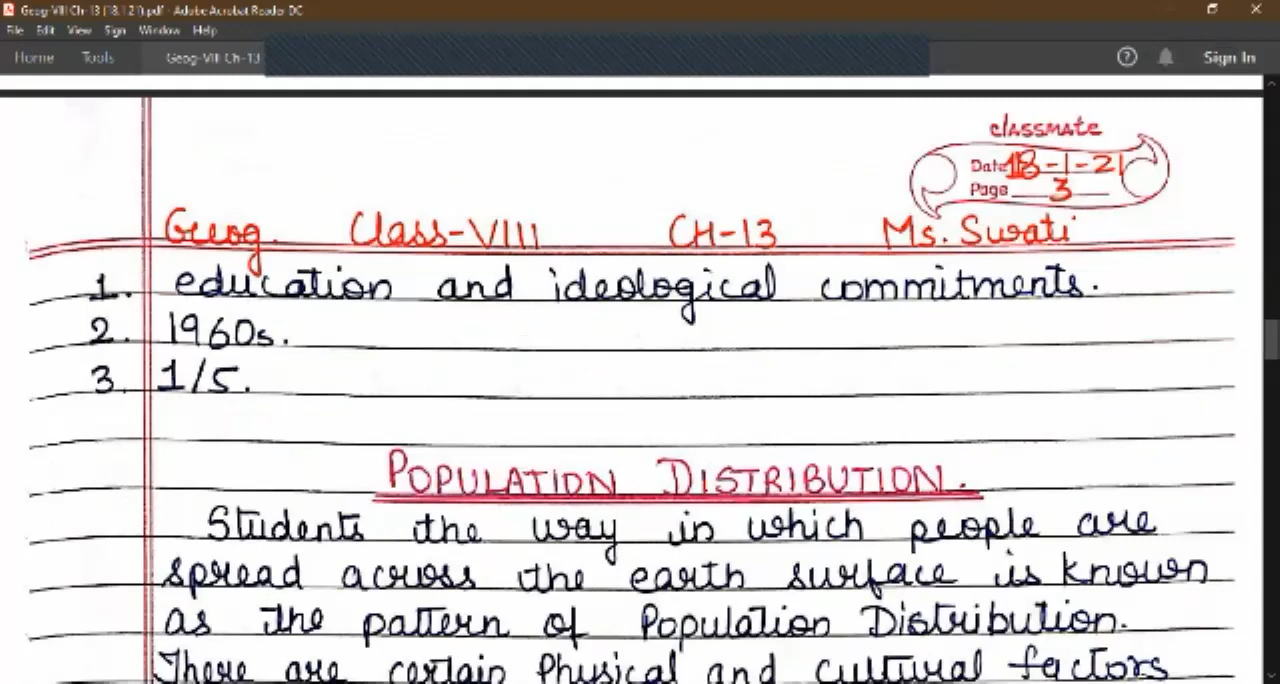 Geog-VIII Ch-13 (18.1.21).pdf - Adobe Acrobat Reader DC
File Edit View Sign Window Help
Home Tools Geog-VIII Ch-13 Sign In
classmate
Date 18-1-21
Page 3
Geog. Class-VIII CH-13 Ms. Swati
1. education and ideological commitments.
2. 1960s.
3. 1/5.
POPULATION DISTRIBUTION.
Students the way in which people are
spread across the earth surface is known
as the pattern of Population Distribution.
There are certain Physical and cultural factors